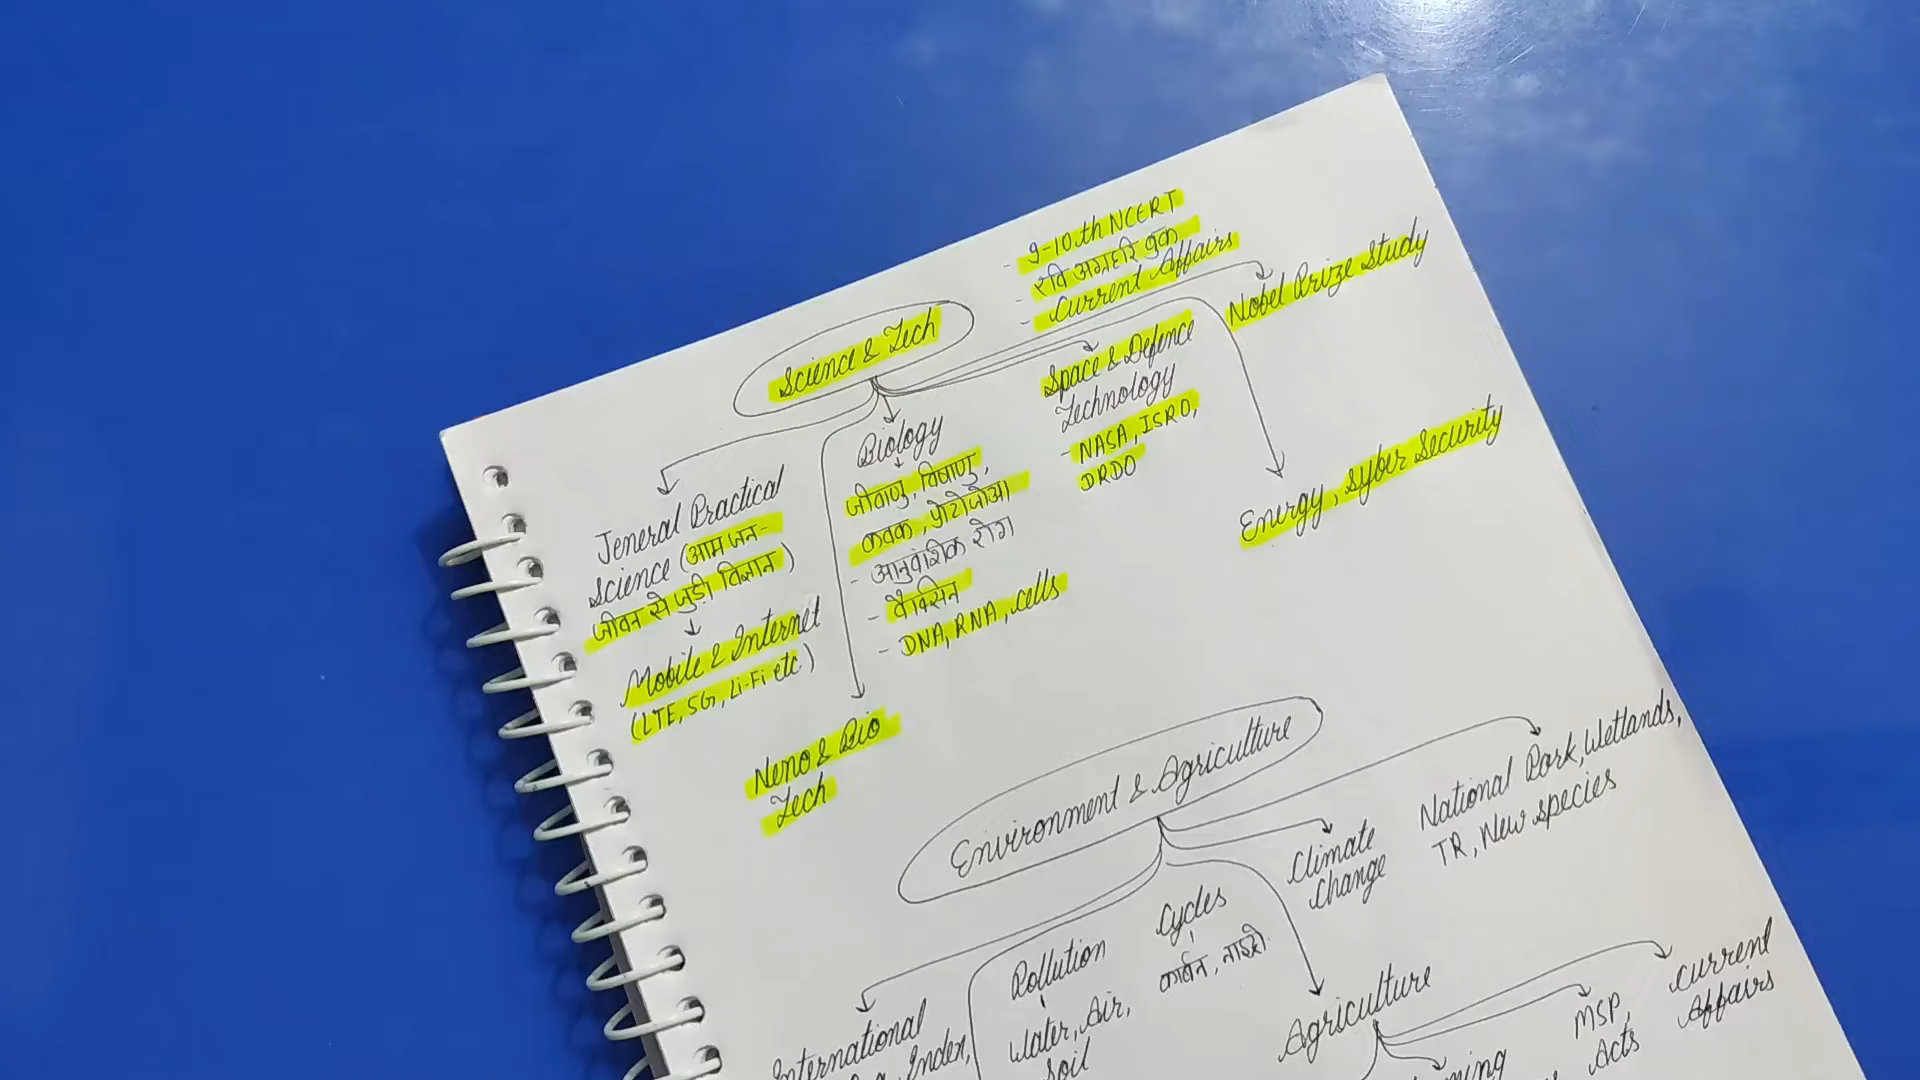 - 9-10th NCERT
- रवि अग्रहरि बुक
- Current Affairs
Science & Tech
Nobel Prize Study
Space & Defence
Technology
- NASA, ISRO,
DRDO
Energy, Syber Security
Biology
जीवाणु, विषाणु,
कवक, प्रोटोजोआ
- आनुवंशिक रोग
- वैक्सिन
- DNA, RNA, cells
Jeneral Practical
Science (आम जन-
जीवन से जुडी विज्ञान)
Mobile & Internet
(LTE, 5G, Li-Fi etc)
Neno & Bio
Tech
Environment & Agriculture
National Park, Wetlands,
TR, New species
Climate
Change
Cycles
कार्बन, नाइट्रो.
Pollution
Water, Air,
Soil
International
Index,
Agriculture
MSP,
Acts
Current
Affairs